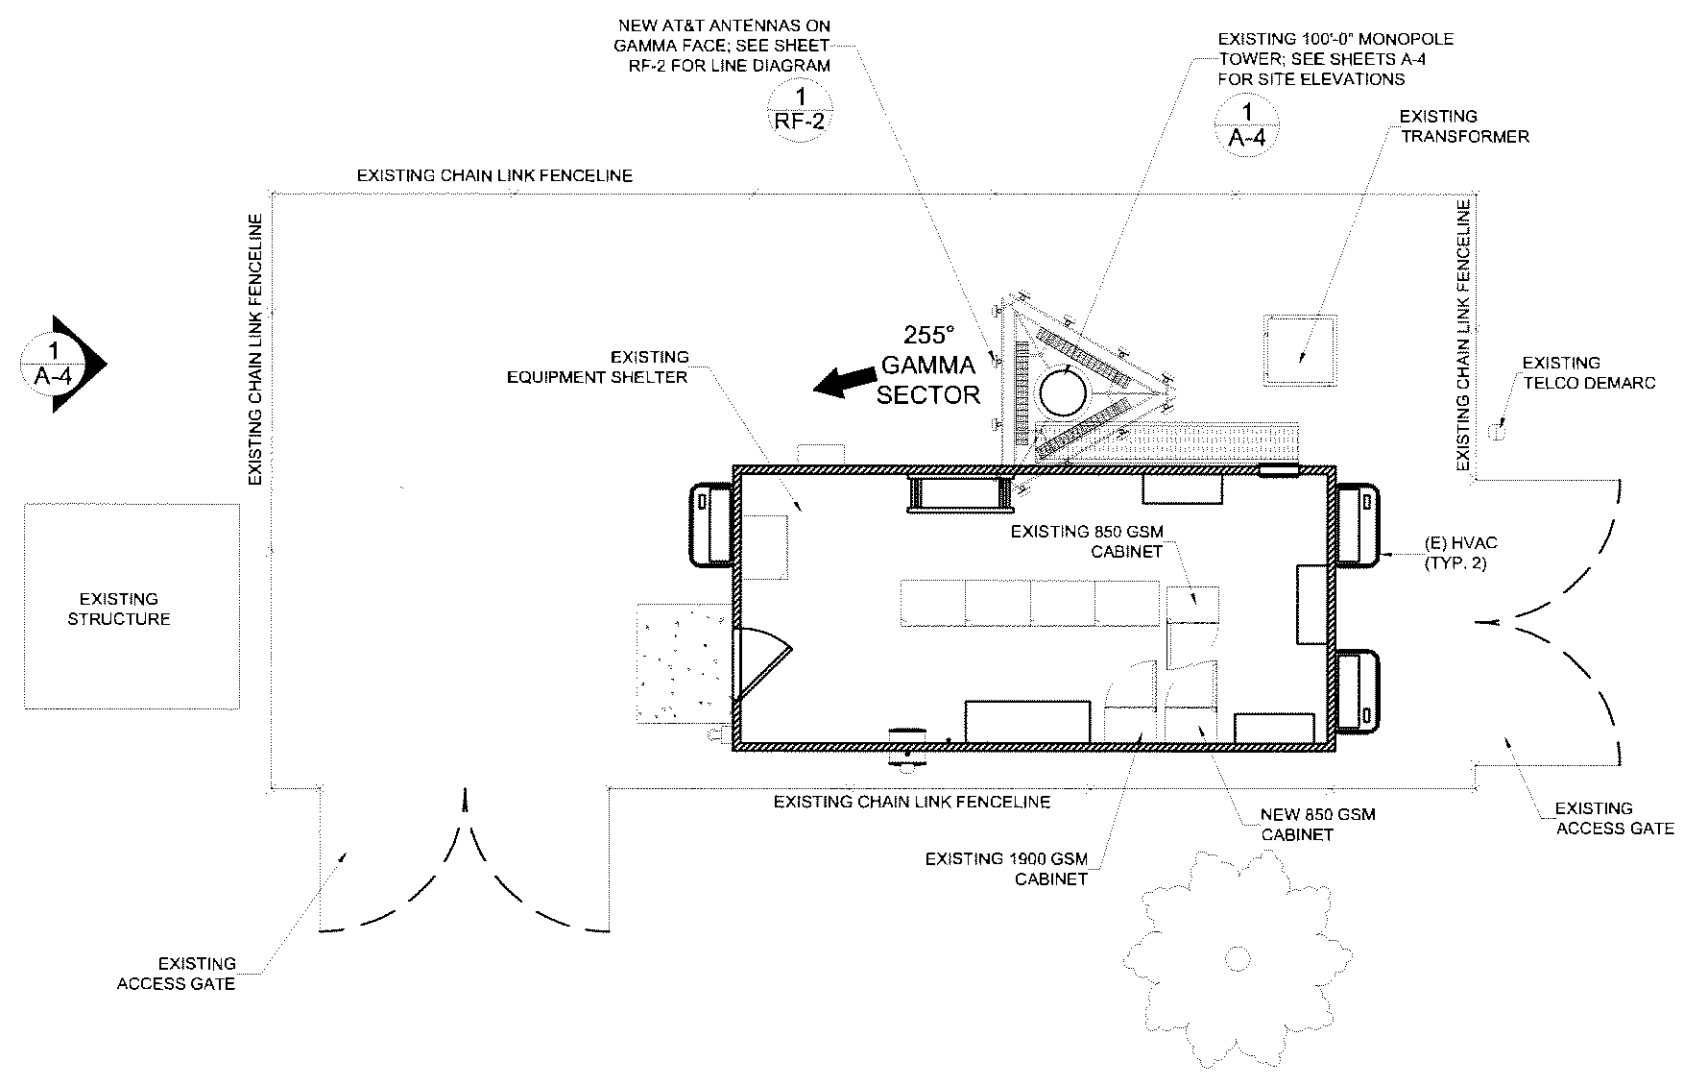 NEW AT&T ANTENNAS ON
GAMMA FACE; SEE SHEET
RF-2 FOR LINE DIAGRAM
1
RF-2
EXISTING 100'-0" MONOPOLE
TOWER; SEE SHEETS A-4
FOR SITE ELEVATIONS
1
A-4
EXISTING
TRANSFORMER
EXISTING CHAIN LINK FENCELINE
EXISTING CHAIN LINK FENCELINE
EXISTING CHAIN LINK FENCELINE
1
A-4
EXISTING
EQUIPMENT SHELTER
255°
GAMMA
SECTOR
EXISTING
TELCO DEMARC
EXISTING 850 GSM
CABINET
(E) HVAC
(TYP. 2)
EXISTING
STRUCTURE
EXISTING CHAIN LINK FENCELINE
NEW 850 GSM
CABINET
EXISTING
ACCESS GATE
EXISTING 1900 GSM
CABINET
EXISTING
ACCESS GATE